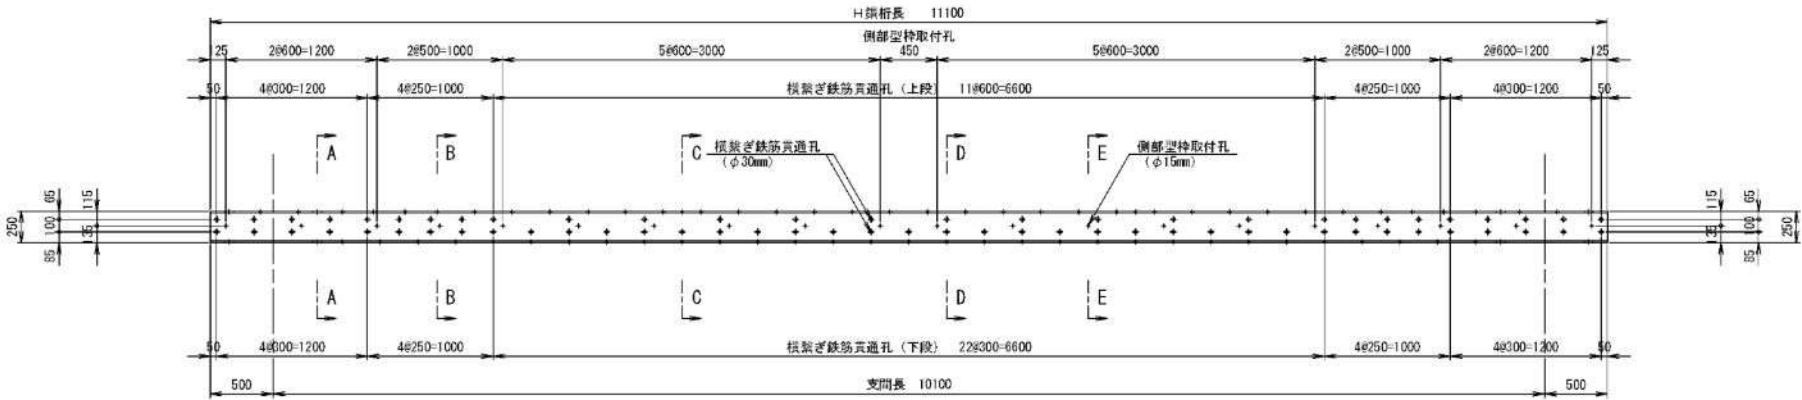 H鋼桁長 11100
側部型枠取付孔
125 2@600=1200 2@500=1000 5@600=3000 450 5@600=3000 2@500=1000 2@600=1200 125
50 4@300=1200 4@250=1000 横繋ぎ鉄筋貫通孔（上段） 11@600=6600 4@250=1000 4@300=1200 50
A B C D E
横繋ぎ鉄筋貫通孔
（φ30mm）
側部型枠取付孔
（φ15mm）
250
65
100
85
115
135
115
135
65
100
85
250
A B C D E
50 4@300=1200 4@250=1000 横繋ぎ鉄筋貫通孔（下段） 22@300=6600 4@250=1000 4@300=1200 50
500 支間長 10100 500